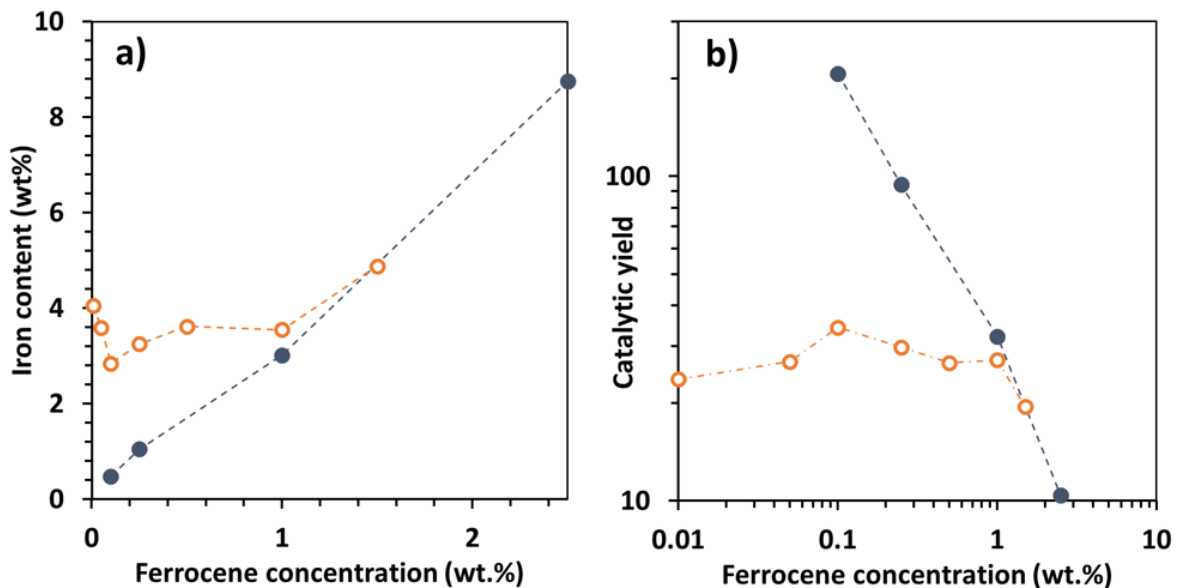 a)
Iron content (wt%)
10
8
6
4
2
0
0
1
2
Ferrocene concentration (wt.%)
b)
Catalytic yield
100
10
0.01
0.1
1
10
Ferrocene concentration (wt.%)